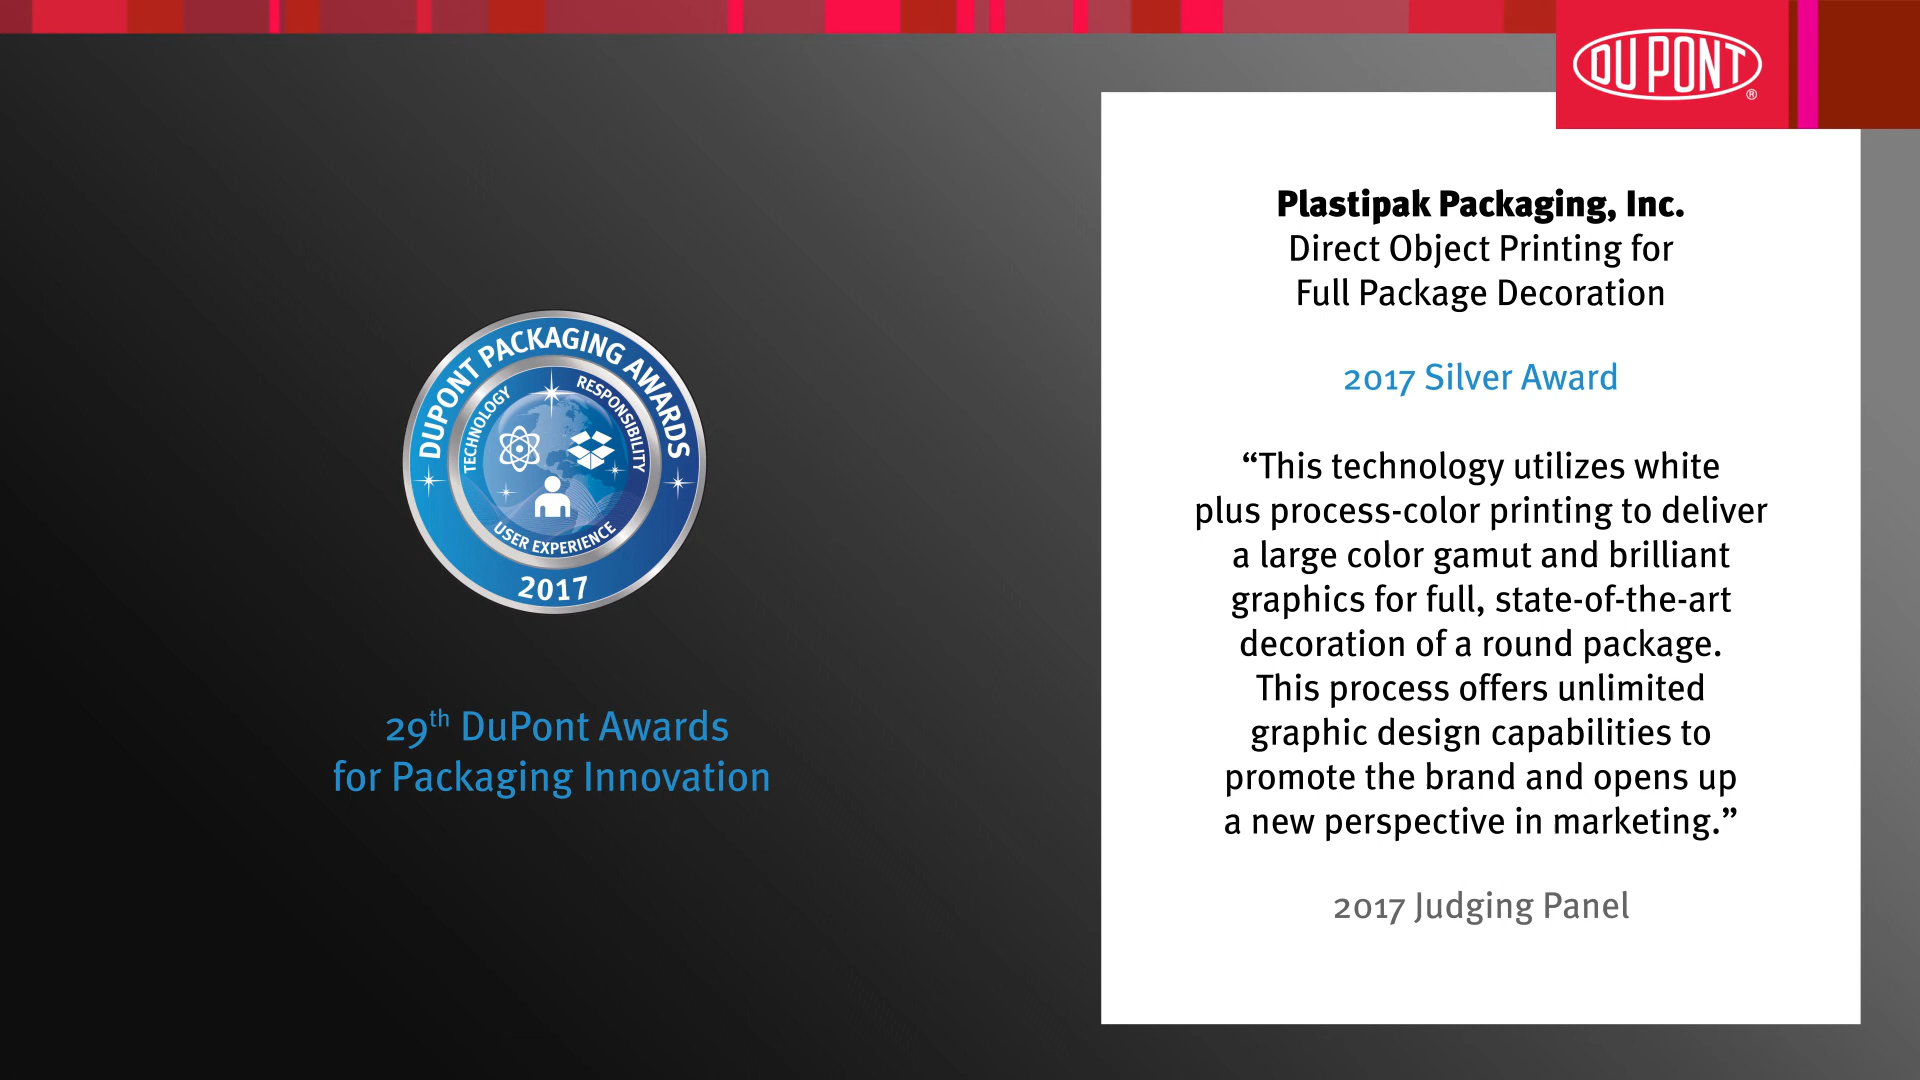 DU PONT
®
Plastipak Packaging, Inc.
Direct Object Printing for
Full Package Decoration
2017 Silver Award
“This technology utilizes white
plus process-color printing to deliver
a large color gamut and brilliant
graphics for full, state-of-the-art
decoration of a round package.
This process offers unlimited
graphic design capabilities to
promote the brand and opens up
a new perspective in marketing.”
2017 Judging Panel
DUPONT PACKAGING AWARDS
TECHNOLOGY
RESPONSIBILITY
USER EXPERIENCE
2017
29th DuPont Awards
for Packaging Innovation